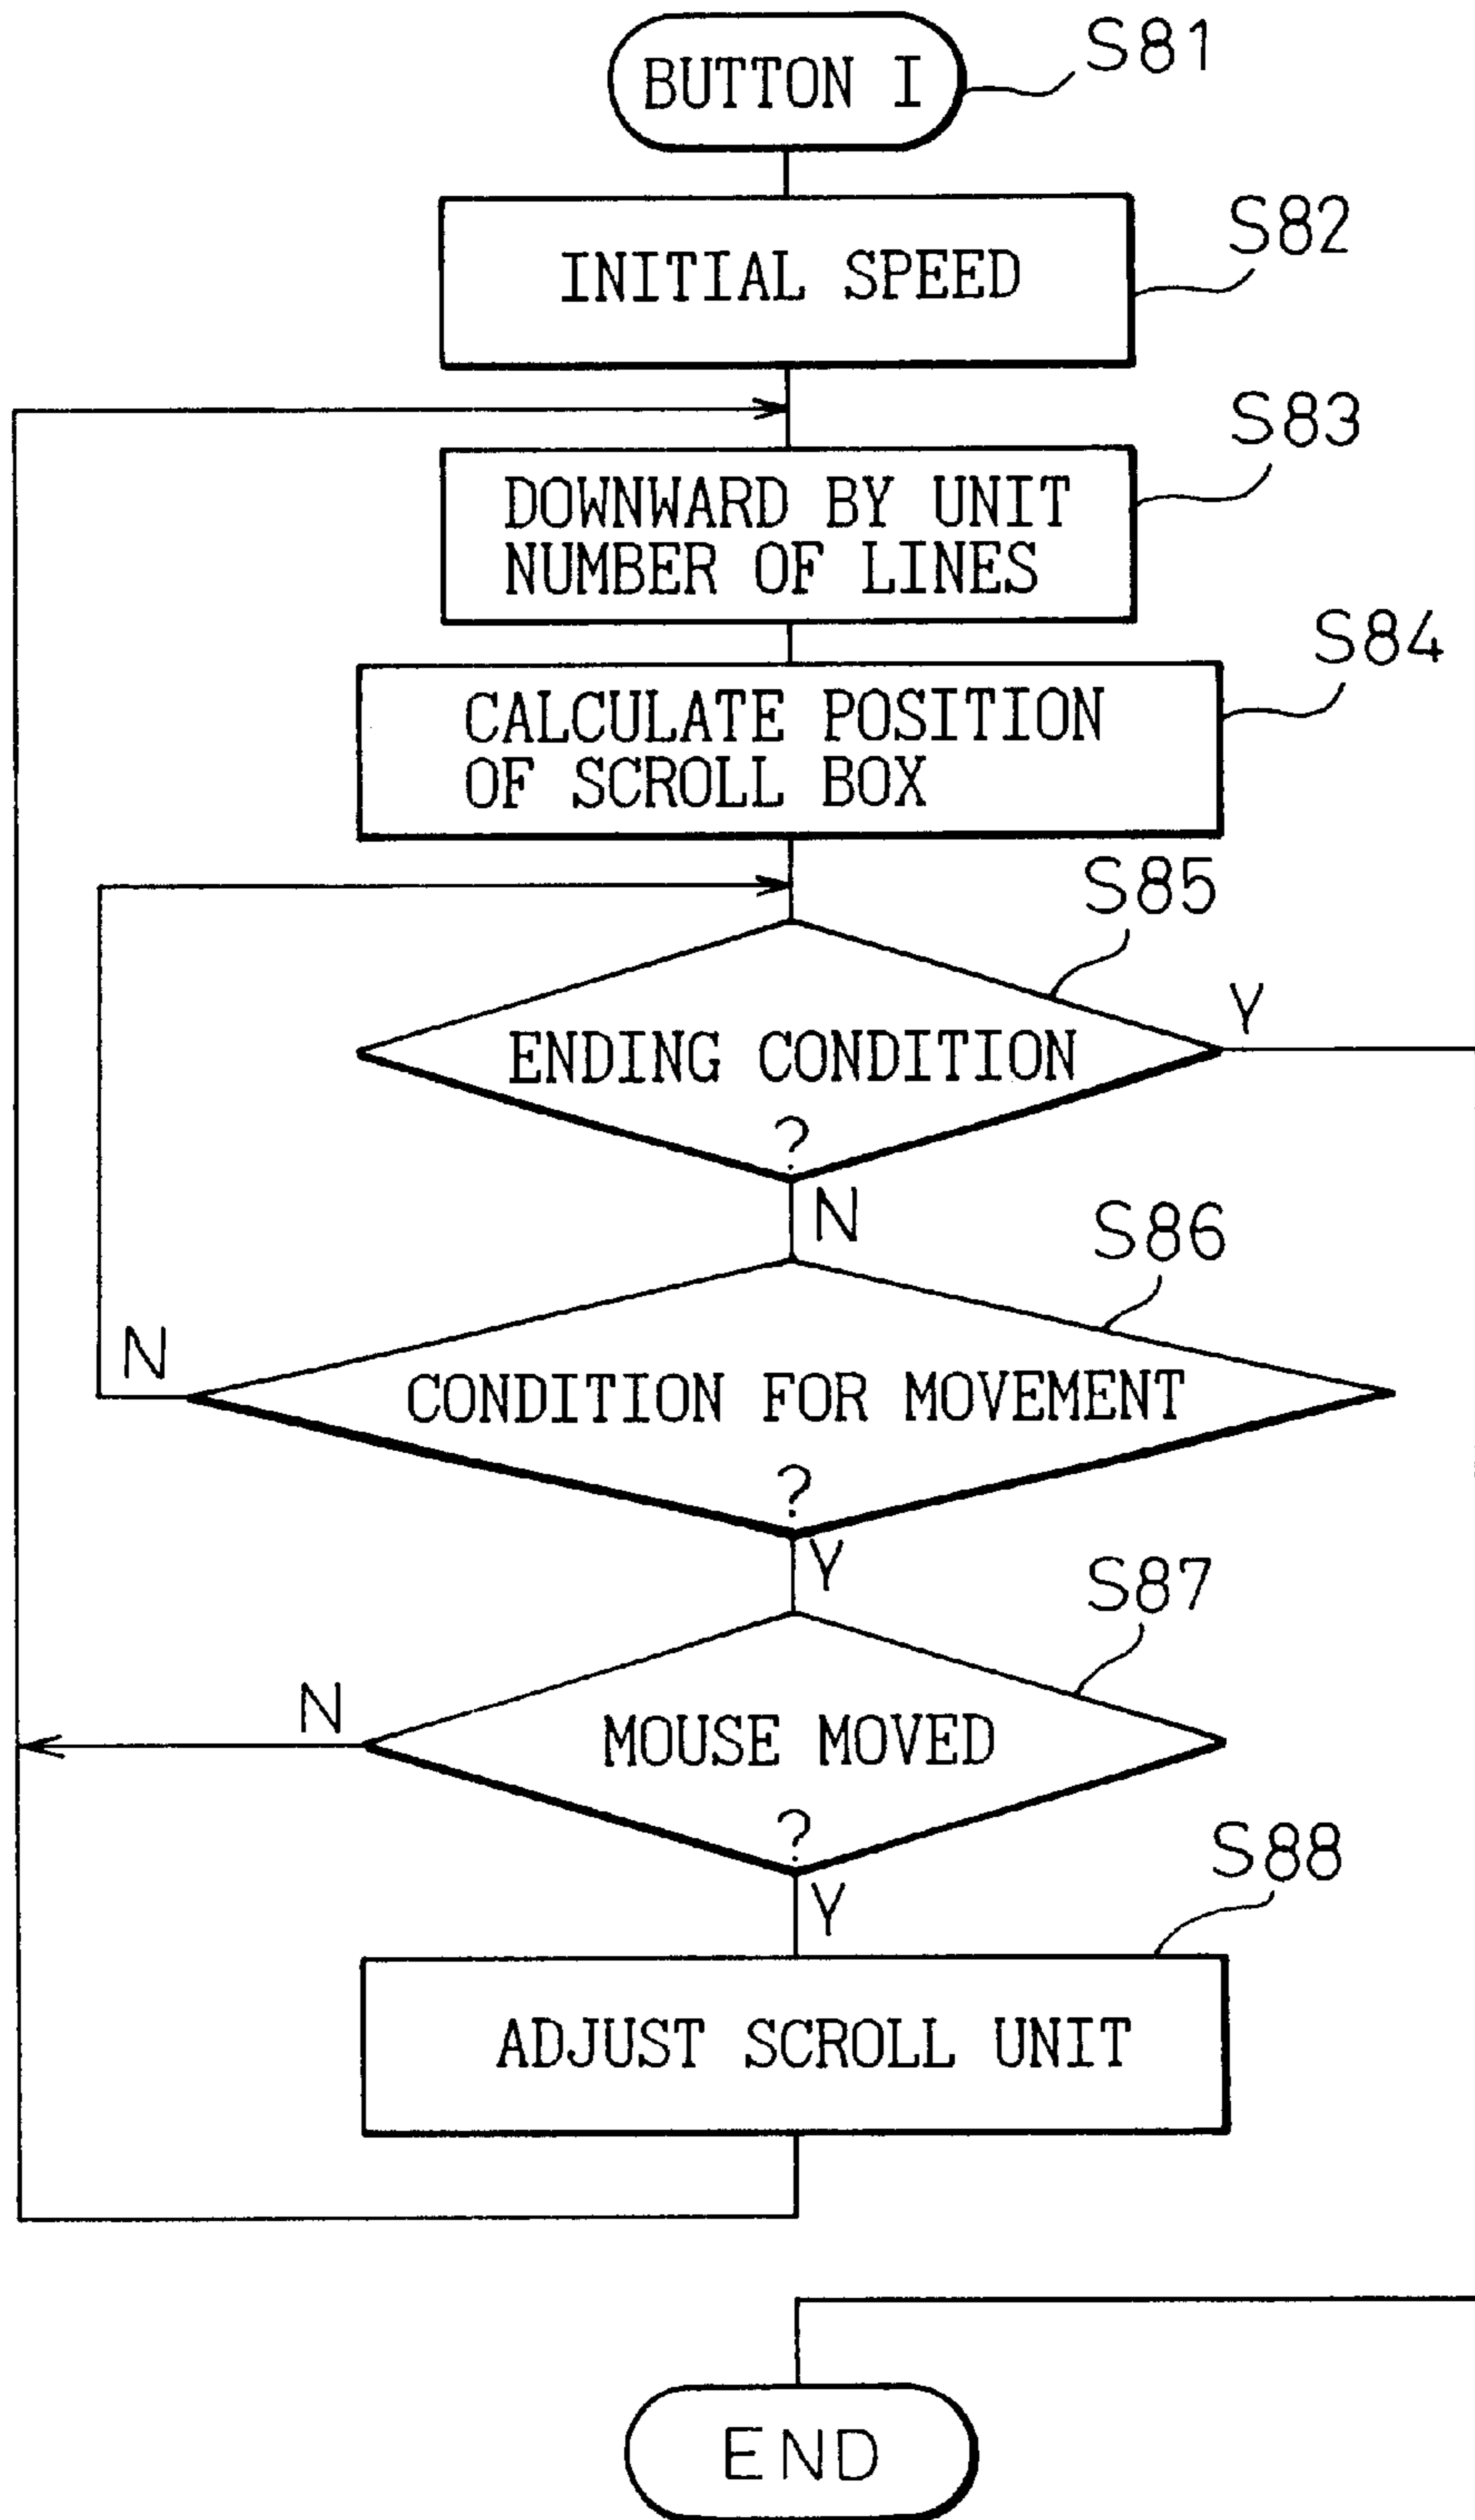 S81
BUTTON I
S82
INITIAL SPEED
S83
DOWNWARD BY UNIT
NUMBER OF LINES
S84
CALCULATE POSITION
OF SCROLL BOX
S85
Y
ENDING CONDITION
?
N
S86
N
CONDITION FOR MOVEMENT
?
Y
S87
N
MOUSE MOVED
?
S88
Y
ADJUST SCROLL UNIT
END